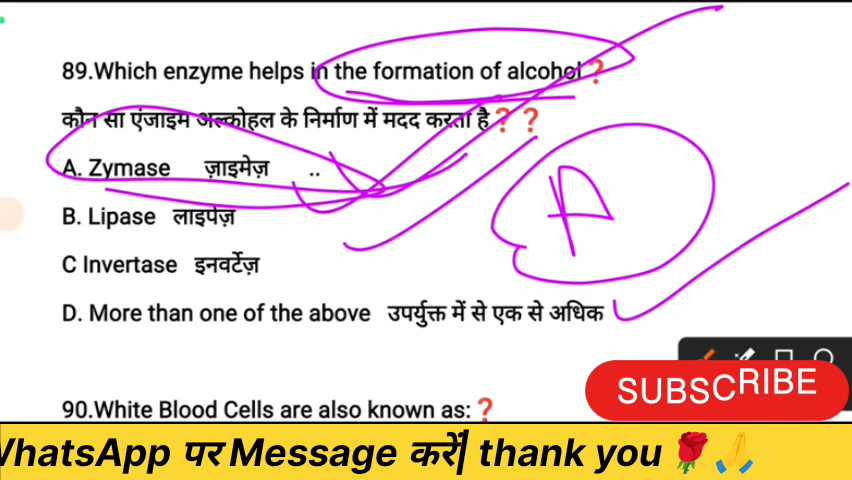 89.Which enzyme helps in the formation of alcohol❓
कौन सा एंजाइम अल्कोहल के निर्माण में मदद करता है❓❓
A. Zymase ज़ाइमेज़ ..
A
B. Lipase लाइपेज़
C Invertase इनवर्टेज़
D. More than one of the above उपर्युक्त में से एक से अधिक
SUBSCRIBE
90.White Blood Cells are also known as:❓
WhatsApp पर Message करें| thank you🌹🙏